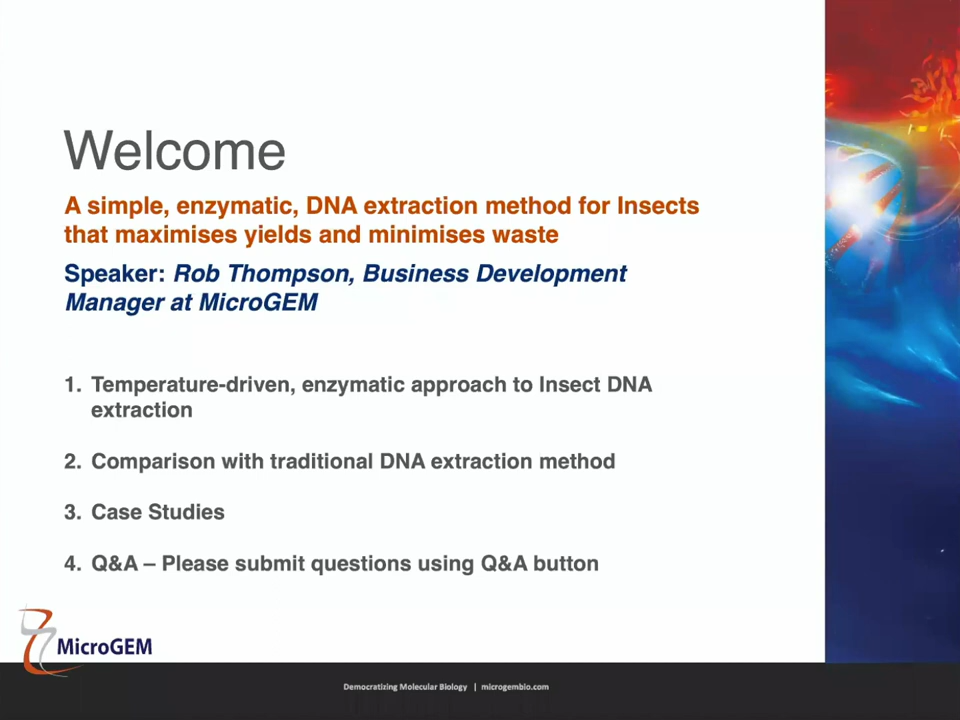 Welcome
A simple, enzymatic, DNA extraction method for Insects
that maximises yields and minimises waste
Speaker: Rob Thompson, Business Development
Manager at MicroGEM
1. Temperature-driven, enzymatic approach to Insect DNA
extraction
2. Comparison with traditional DNA extraction method
3. Case Studies
4. Q&A – Please submit questions using Q&A button
MicroGEM
Democratizing Molecular Biology | microgembio.com